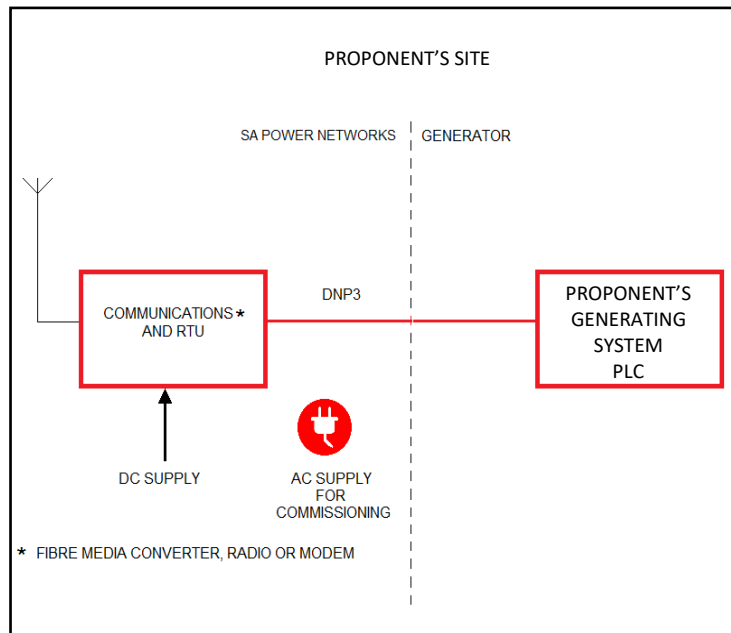 PROPONENT’S SITE
SA POWER NETWORKS
GENERATOR
COMMUNICATIONS *
AND RTU
DNP3
PROPONENT’S
GENERATING
SYSTEM
PLC
DC SUPPLY
AC SUPPLY
FOR
COMMISSIONING
* FIBRE MEDIA CONVERTER, RADIO OR MODEM